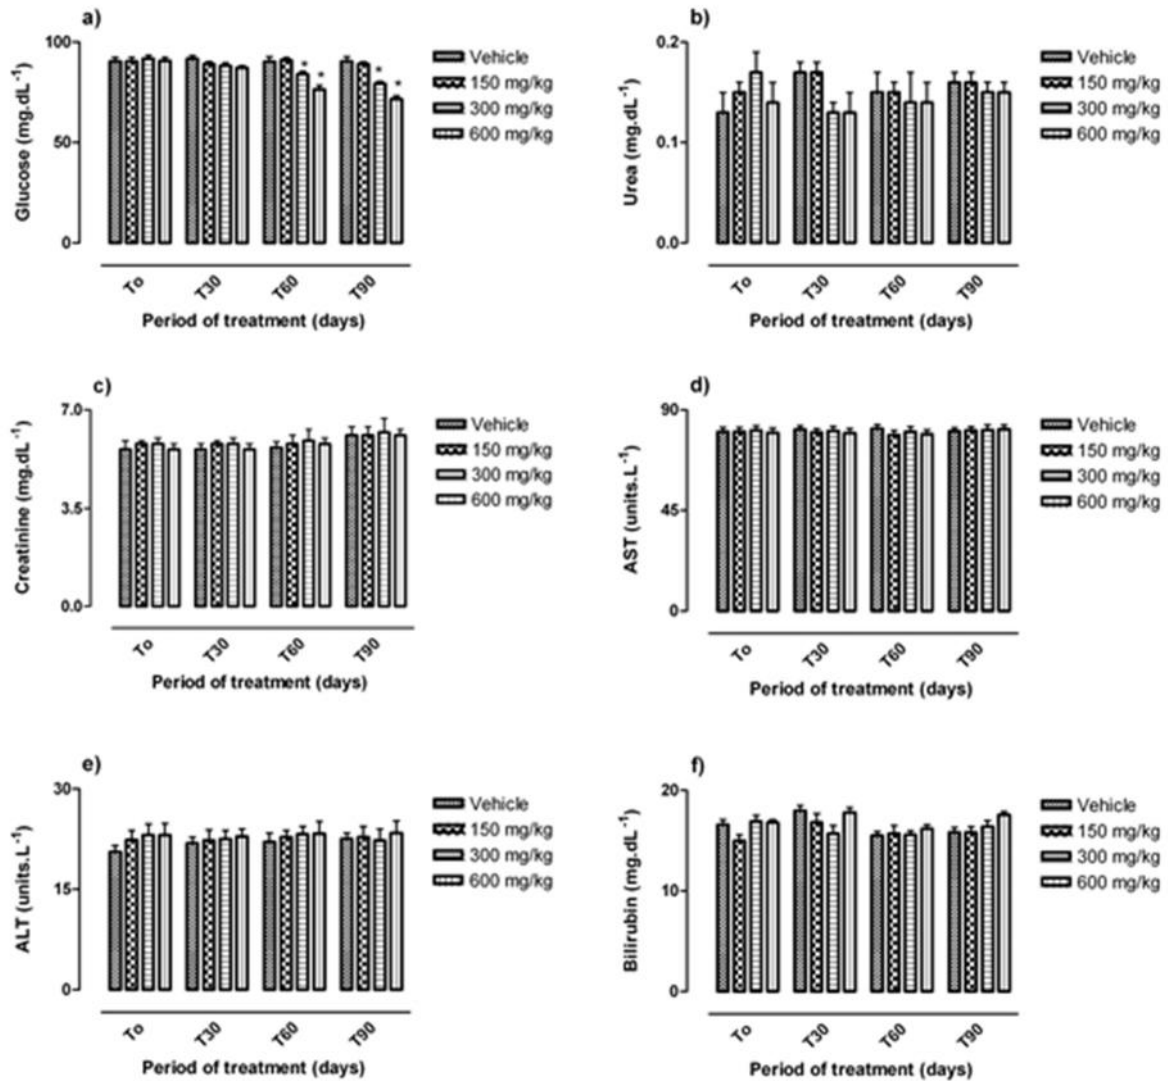 a)
100
50
0
Glucose (mg.dL-1)
* * * *
Vehicle
150 mg/kg
300 mg/kg
600 mg/kg
To T30 T60 T90
Period of treatment (days)
b)
0.2
0.1
0.0
Urea (mg.dL-1)
Vehicle
150 mg/kg
300 mg/kg
600 mg/kg
To T30 T60 T90
Period of treatment (days)
c)
7.0
3.5
0.0
Creatinine (mg.dL-1)
Vehicle
150 mg/kg
300 mg/kg
600 mg/kg
To T30 T60 T90
Period of treatment (days)
d)
90
45
0
AST (units.L-1)
Vehicle
150 mg/kg
300 mg/kg
600 mg/kg
To T30 T60 T90
Period of treatment (days)
e)
30
15
0
ALT (units.L-1)
Vehicle
150 mg/kg
300 mg/kg
600 mg/kg
To T30 T60 T90
Period of treatment (days)
f)
20
10
0
Bilirubin (mg.dL-1)
Vehicle
150 mg/kg
300 mg/kg
600 mg/kg
To T30 T60 T90
Period of treatment (days)